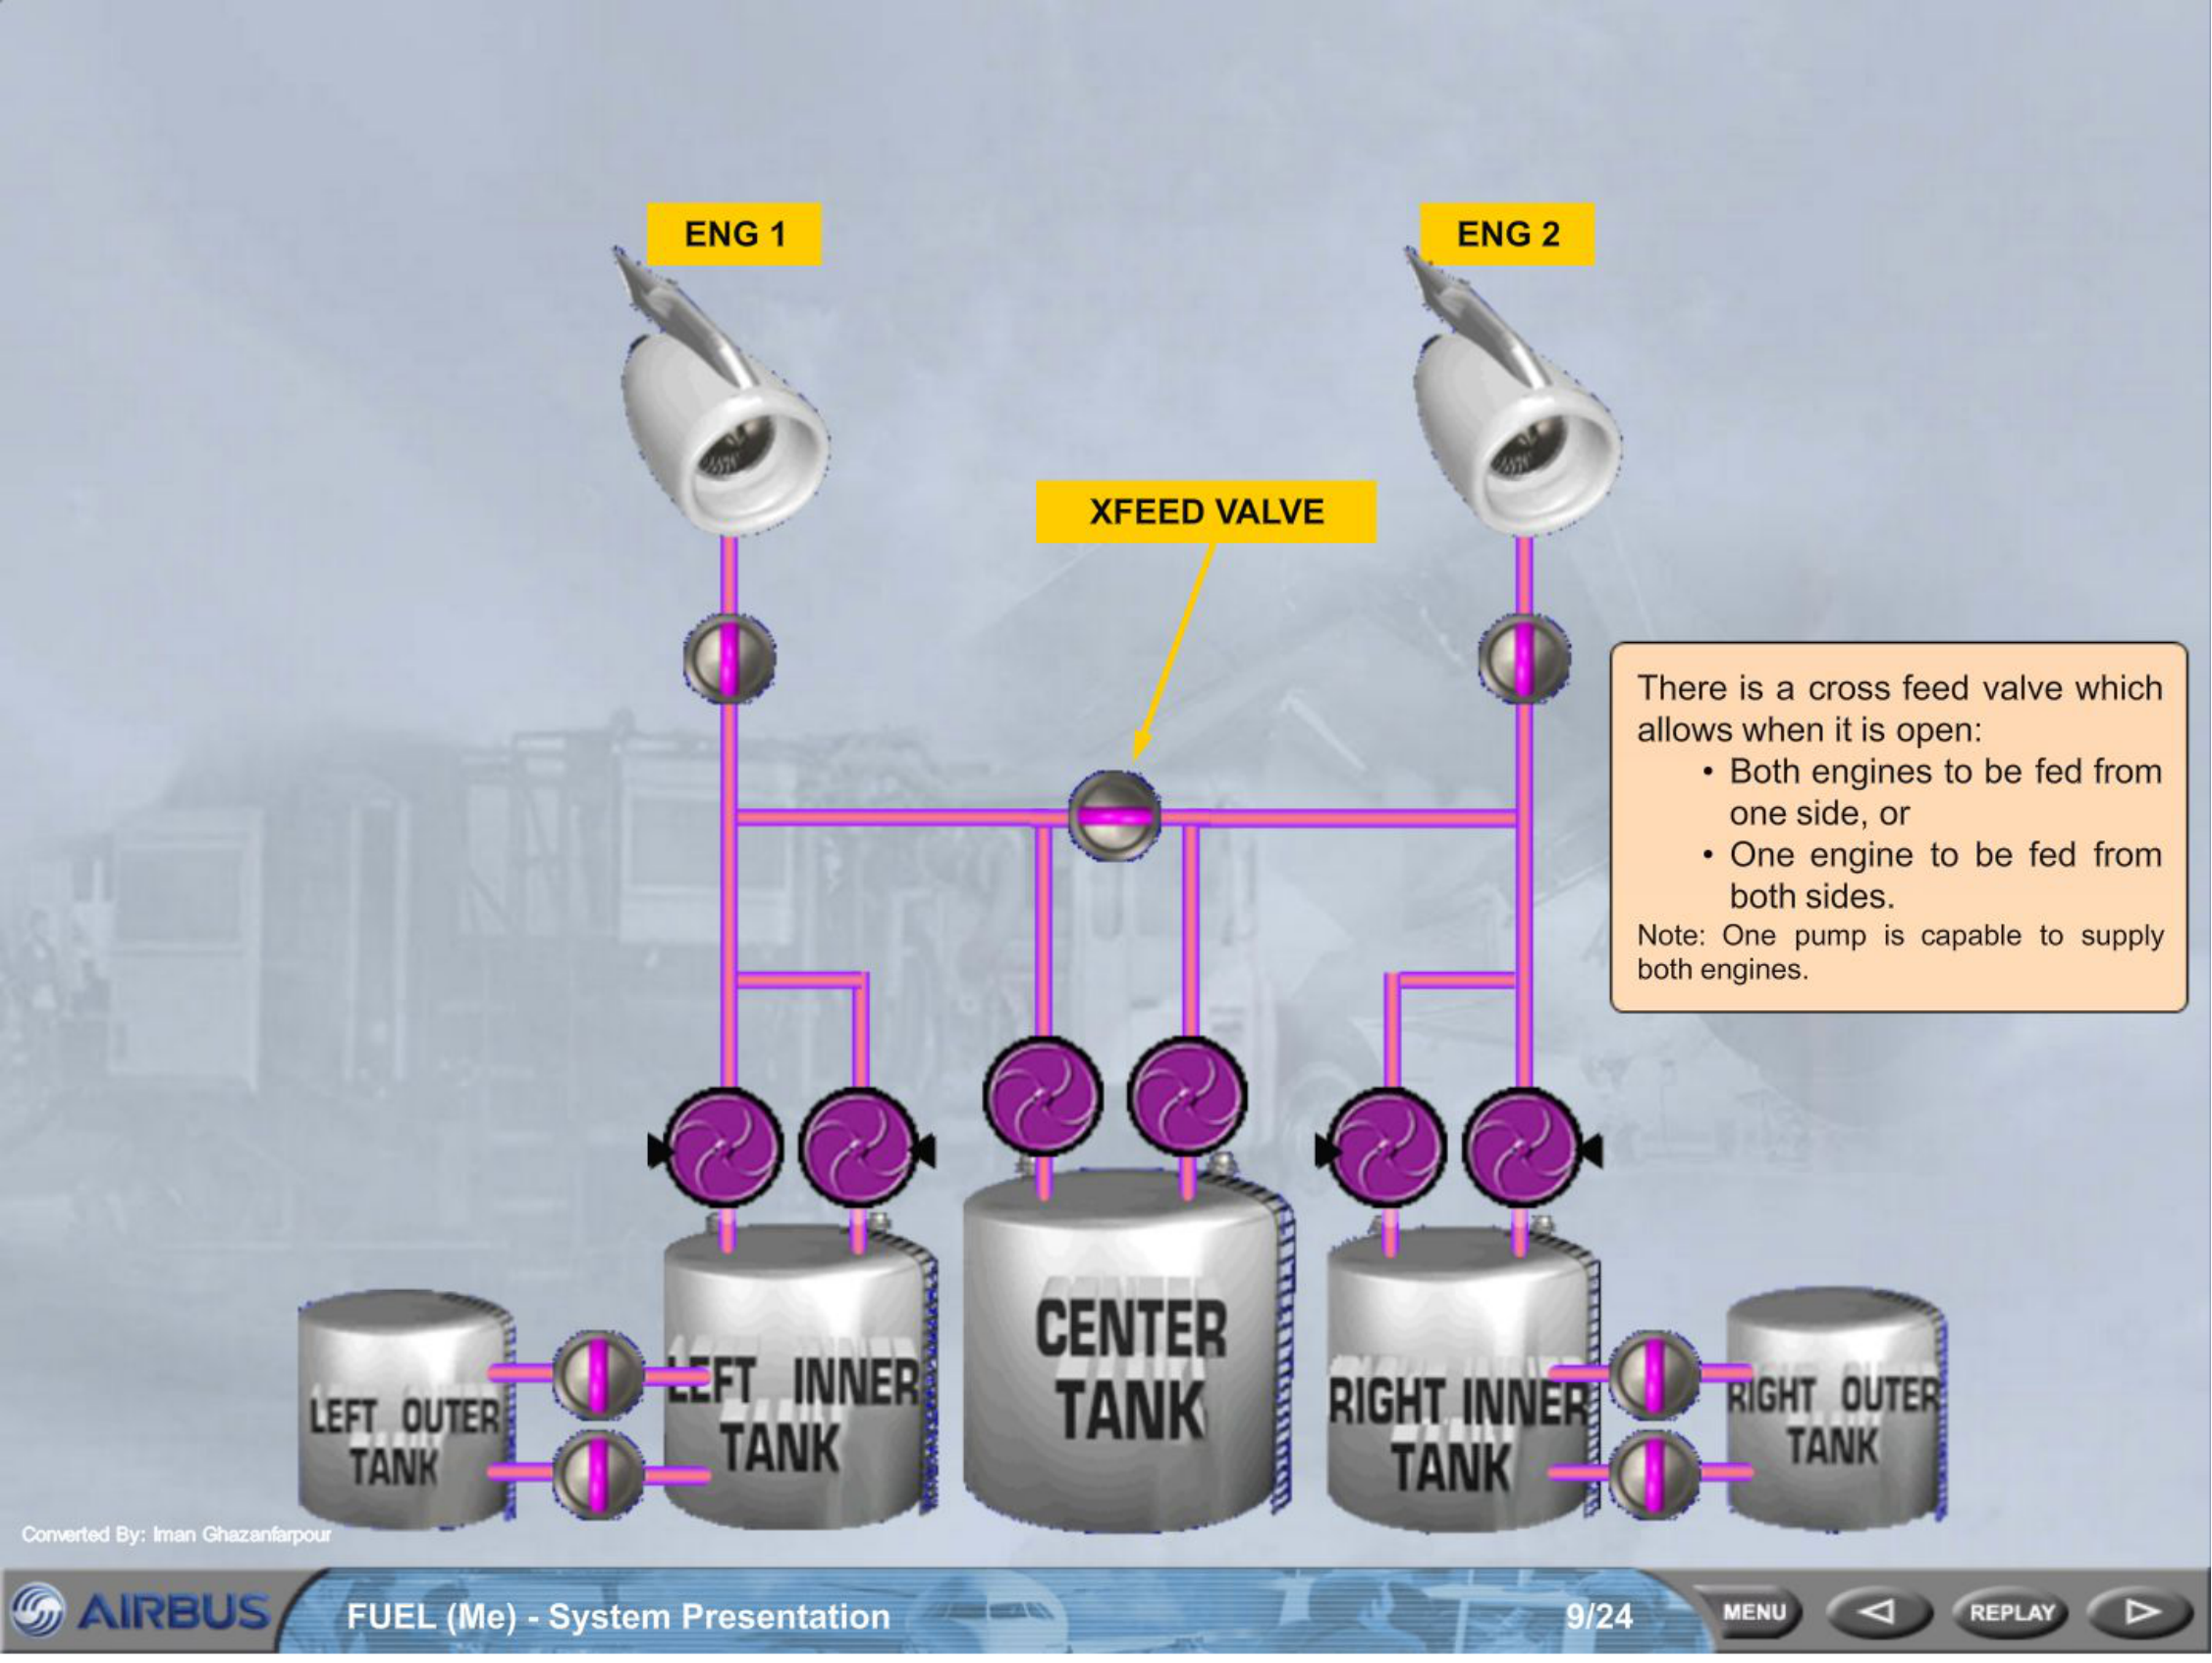 ENG 1
ENG 2
XFEED VALVE
There is a cross feed valve which
allows when it is open:
• Both engines to be fed from
one side, or
• One engine to be fed from
both sides.
Note: One pump is capable to supply
both engines.
CENTER
TANK
LEFT INNER
TANK
RIGHT INNER
TANK
LEFT OUTER
TANK
RIGHT OUTER
TANK
Converted By: Iman Ghazanfarpour
AIRBUS
FUEL (Me) - System Presentation
9/24
MENU
REPLAY